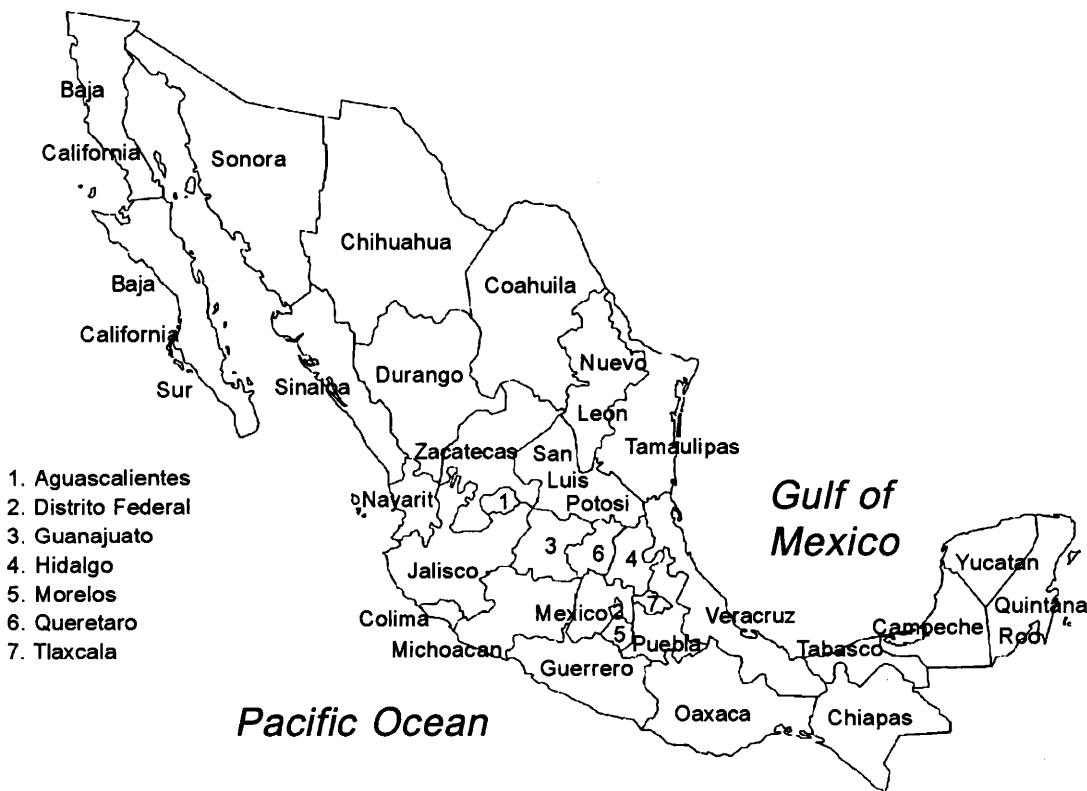 Baja
California
Sonora
Chihuahua
Coahuila
Baja
California
Sur
Sinaloa
Durango
Nuevo
Leon
Tamaulipas
Zacatecas
San
Luis
Potosi
Nayarit
1
3
6
4
Jalisco
Colima
Michoacan
Mexico
2
5
7
Puebla
Veracruz
Guerrero
Oaxaca
Tabasco
Chiapas
Campeche
Yucatan
Quintana
Roo
Gulf of
Mexico
Pacific Ocean
1. Aguascalientes
2. Distrito Federal
3. Guanajuato
4. Hidalgo
5. Morelos
6. Queretaro
7. Tlaxcala